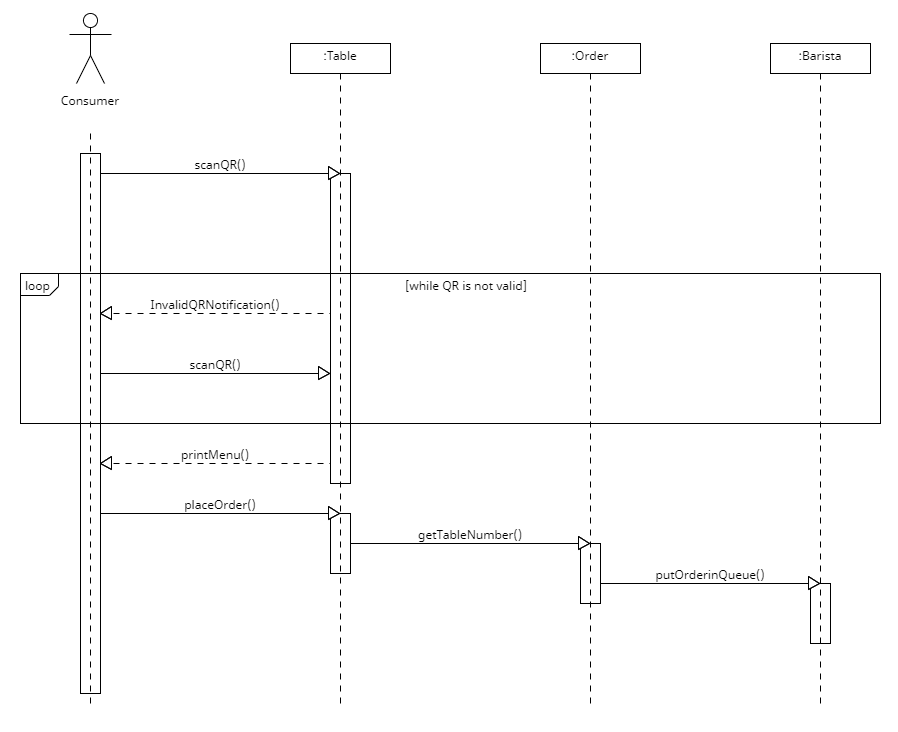 :Table
:Order
:Barista
Consumer
scanQR()
loop
[while QR is not valid]
InvalidQRNotification()
scanQR()
printMenu()
placeOrder()
getTableNumber()
putOrderinQueue()